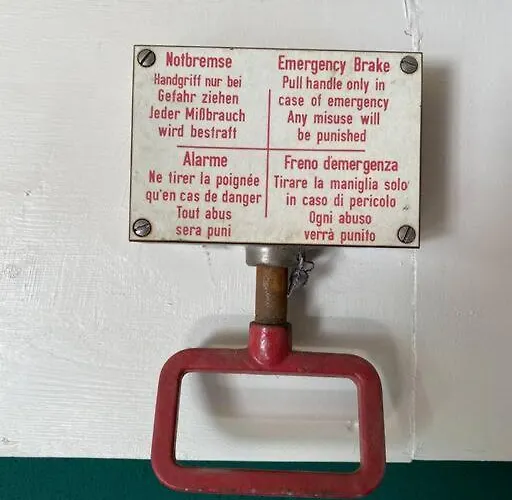 Notbremse
Handgriff nur bei
Gefahr ziehen
Jeder Mißbrauch
wird bestraft
Emergency Brake
Pull handle only in
case of emergency
Any misuse will
be punished
Alarme
Ne tirer la poignée
qu'en cas de danger
Tout abus
sera puni
Freno d'emergenza
Tirare la maniglia solo
in caso di pericolo
Ogni abuso
verrà punito